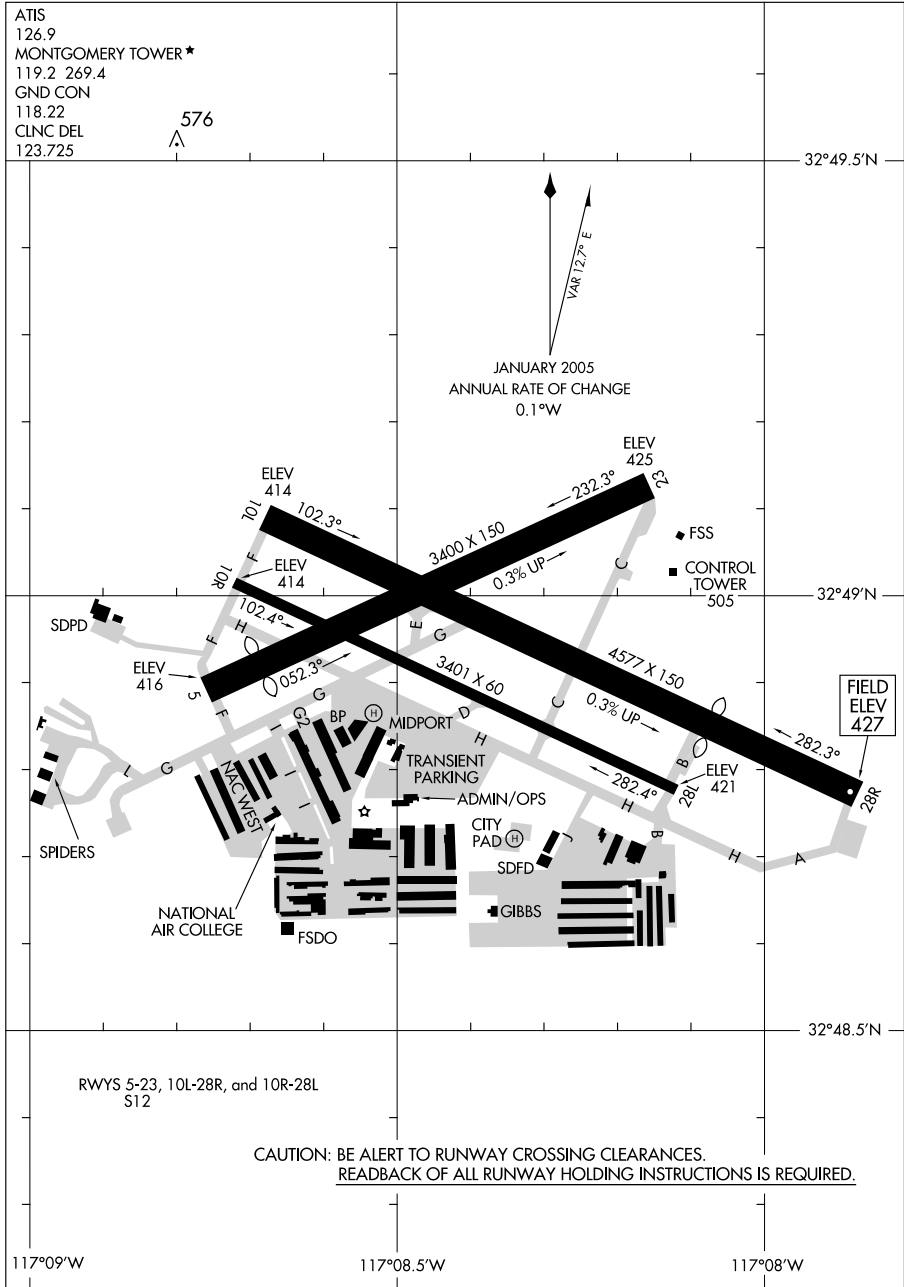 ATIS
126.9
MONTGOMERY TOWER ★
119.2 269.4
GND CON
118.22
CLNC DEL
123.725
576
32°49.5'N
VAR 12.7° E
JANUARY 2005
ANNUAL RATE OF CHANGE
0.1°W
ELEV
425
23
232.3°
ELEV
414
10L
102.3°
3400 X 150
0.3% UP
FSS
CONTROL
TOWER
505
F
10R
ELEV
414
C
32°49'N
SDPD
102.4°
H
F
E
G
ELEV
416
5
052.3°
3401 X 60
4577 X 150
0.3% UP
FIELD
ELEV
427
282.3°
28R
F
G
I
G2
BP
H
MIDPORT
D
H
C
B
ELEV
421
28L
282.4°
L
G
I
I
NAC WEST
TRANSIENT
PARKING
ADMIN/OPS
H
CITY
PAD
H
J
B
H
A
SPIDERS
SDFD
NATIONAL
AIR COLLEGE
FSDO
GIBBS
32°48.5'N
RWYS 5-23, 10L-28R, and 10R-28L
S12
CAUTION: BE ALERT TO RUNWAY CROSSING CLEARANCES.
READBACK OF ALL RUNWAY HOLDING INSTRUCTIONS IS REQUIRED.
117°09'W
117°08.5'W
117°08'W